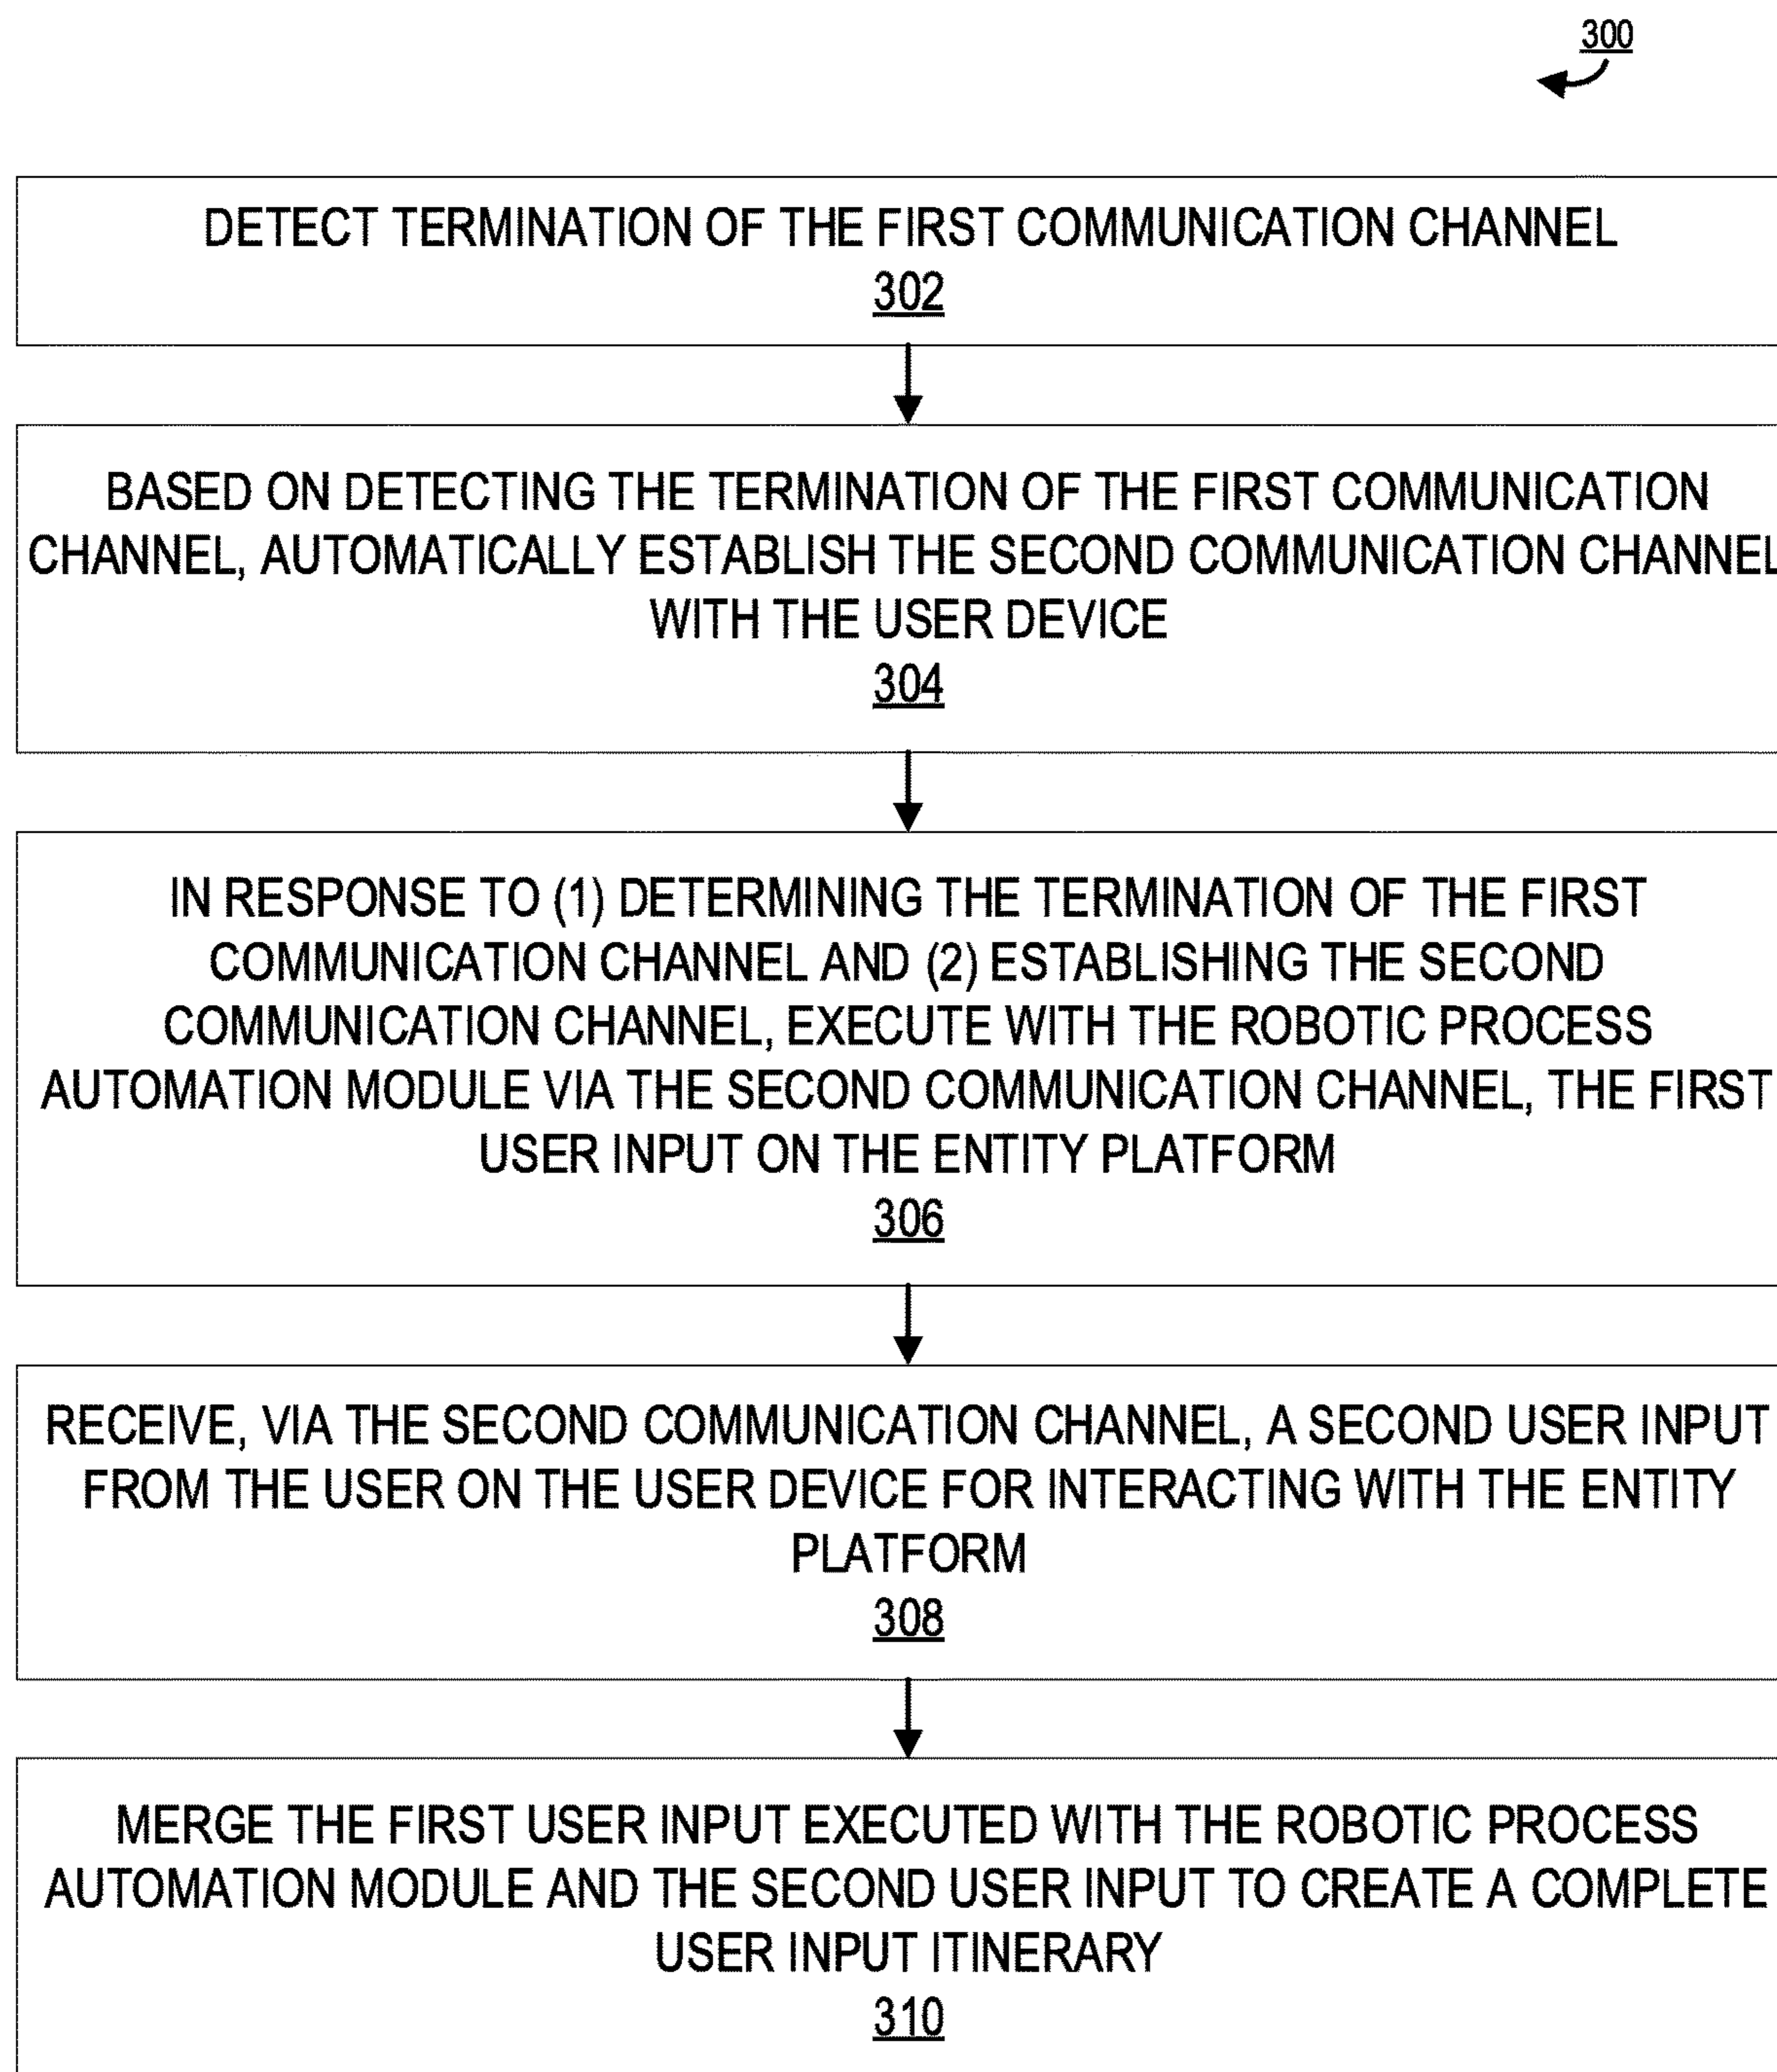 300
DETECT TERMINATION OF THE FIRST COMMUNICATION CHANNEL
302
BASED ON DETECTING THE TERMINATION OF THE FIRST COMMUNICATION
CHANNEL, AUTOMATICALLY ESTABLISH THE SECOND COMMUNICATION CHANNEL
WITH THE USER DEVICE
304
IN RESPONSE TO (1) DETERMINING THE TERMINATION OF THE FIRST
COMMUNICATION CHANNEL AND (2) ESTABLISHING THE SECOND
COMMUNICATION CHANNEL, EXECUTE WITH THE ROBOTIC PROCESS
AUTOMATION MODULE VIA THE SECOND COMMUNICATION CHANNEL, THE FIRST
USER INPUT ON THE ENTITY PLATFORM
306
RECEIVE, VIA THE SECOND COMMUNICATION CHANNEL, A SECOND USER INPUT
FROM THE USER ON THE USER DEVICE FOR INTERACTING WITH THE ENTITY
PLATFORM
308
MERGE THE FIRST USER INPUT EXECUTED WITH THE ROBOTIC PROCESS
AUTOMATION MODULE AND THE SECOND USER INPUT TO CREATE A COMPLETE
USER INPUT ITINERARY
310